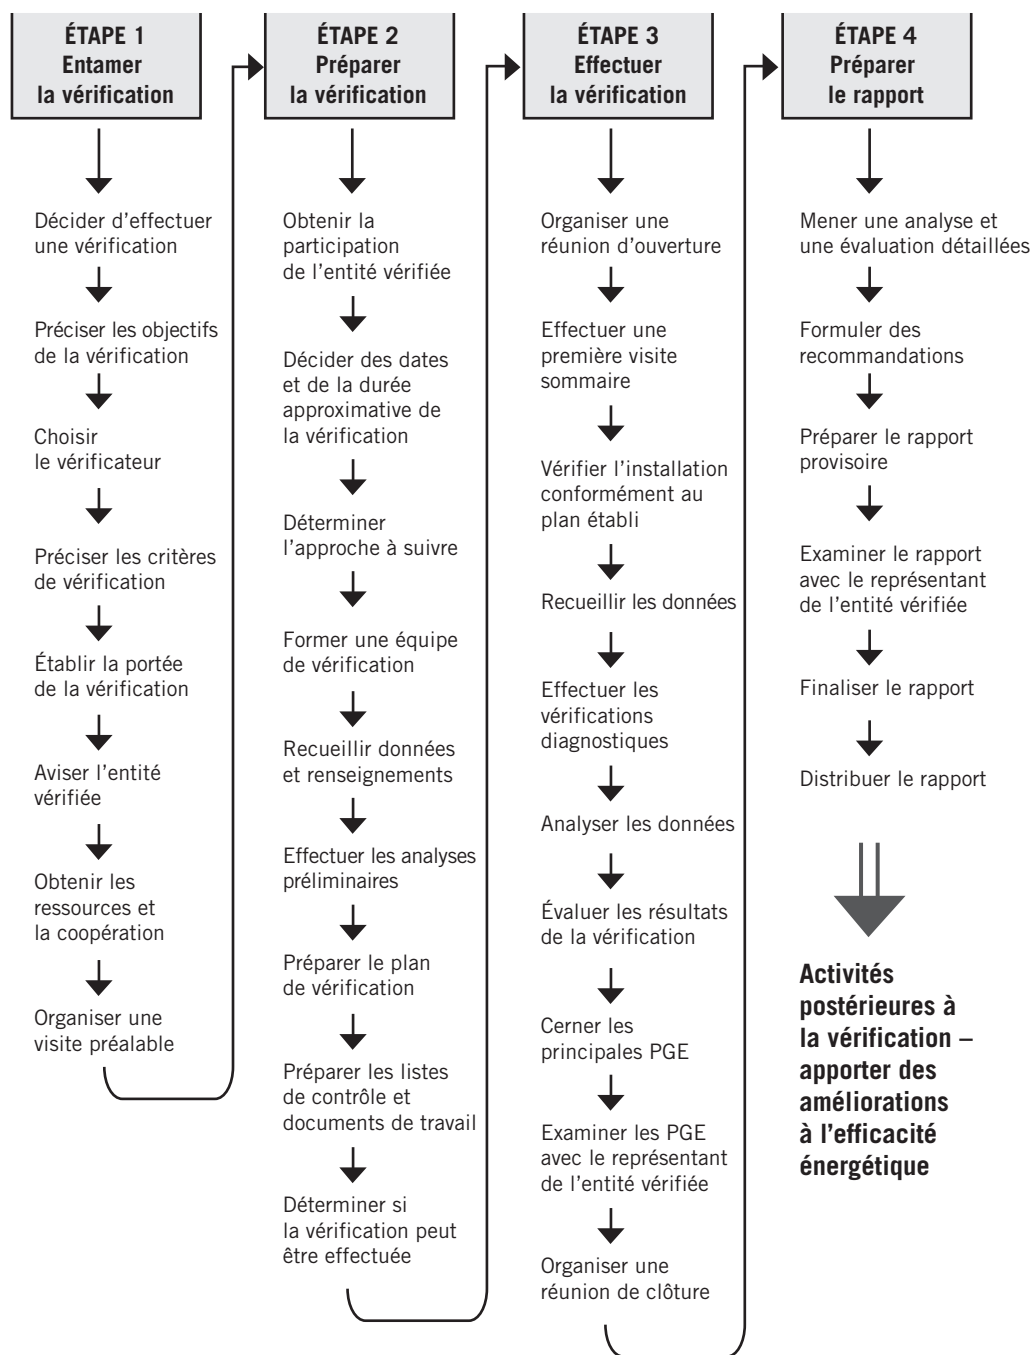 ÉTAPE 1
Entamer
la vérification
Décider d’effectuer
une vérification
Préciser les objectifs
de la vérification
Choisir
le vérificateur
Préciser les critères
de vérification
Établir la portée
de la vérification
Aviser l’entité
vérifiée
Obtenir les
ressources et
la coopération
Organiser une
visite préalable
ÉTAPE 2
Préparer
la vérification
Obtenir la
participation
de l’entité vérifiée
Décider des dates
et de la durée
approximative de
la vérification
Déterminer
l’approche à suivre
Former une équipe
de vérification
Recueillir données
et renseignements
Effectuer les analyses
préliminaires
Préparer le plan
de vérification
Préparer les listes
de contrôle et
documents de travail
Déterminer si
la vérification peut
être effectuée
ÉTAPE 3
Effectuer
la vérification
Organiser une
réunion d’ouverture
Effectuer une
première visite
sommaire
Vérifier l’installation
conformément au
plan établi
Recueillir les données
Effectuer les
vérifications
diagnostiques
Analyser les données
Évaluer les résultats
de la vérification
Cerner les
principales PGE
Examiner les PGE
avec le représentant
de l’entité vérifiée
Organiser une
réunion de clôture
ÉTAPE 4
Préparer
le rapport
Mener une analyse et
une évaluation détaillées
Formuler des
recommandations
Préparer le rapport
provisoire
Examiner le rapport
avec le représentant
de l’entité vérifiée
Finaliser le rapport
Distribuer le rapport
Activités
postérieures à
la vérification –
apporter des
améliorations
à l’efficacité
énergétique